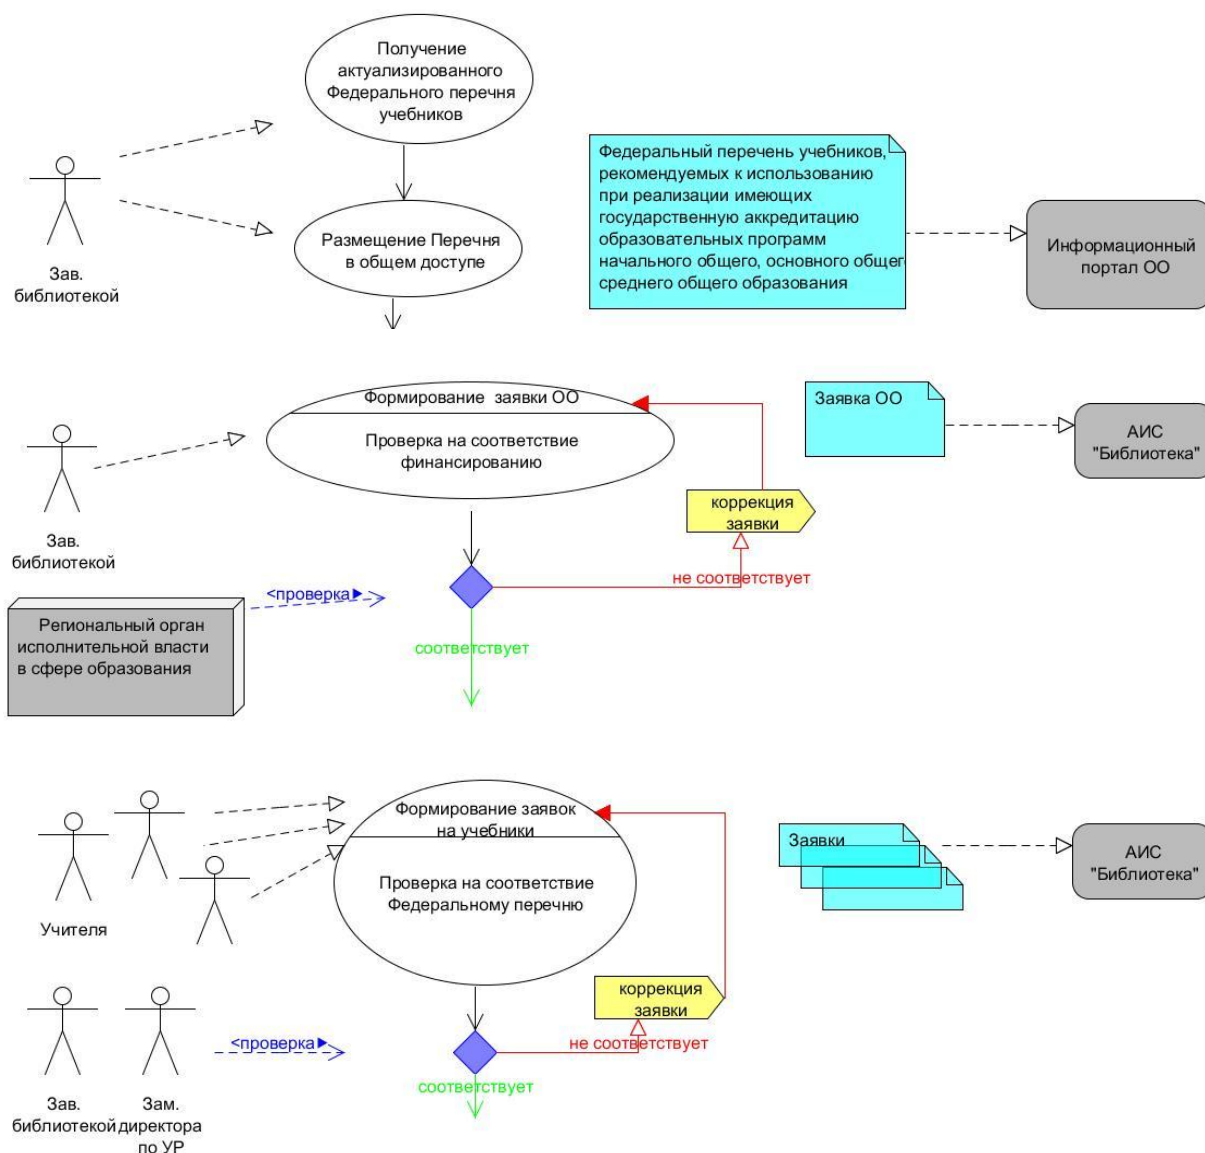 Получение
актуализированного
Федерального перечня
учебников
Зав.
библиотекой
Размещение Перечня
в общем доступе
Федеральный перечень учебников,
рекомендуемых к использованию
при реализации имеющих
государственную аккредитацию
образовательных программ
начального общего, основного общего
среднего общего образования
Информационный
портал ОО
Формирование заявки ОО
Проверка на соответствие
финансированию
Зав.
библиотекой
Заявка ОО
АИС
"Библиотека"
коррекция
заявки
не соответствует
<проверка
соответствует
Региональный орган
исполнительной власти
в сфере образования
Формирование заявок
на учебники
Проверка на соответствие
Федеральному перечню
Учителя
Заявки
АИС
"Библиотека"
коррекция
заявки
не соответствует
<проверка
соответствует
Зав.
библиотекой
Зам.
директора
по УР